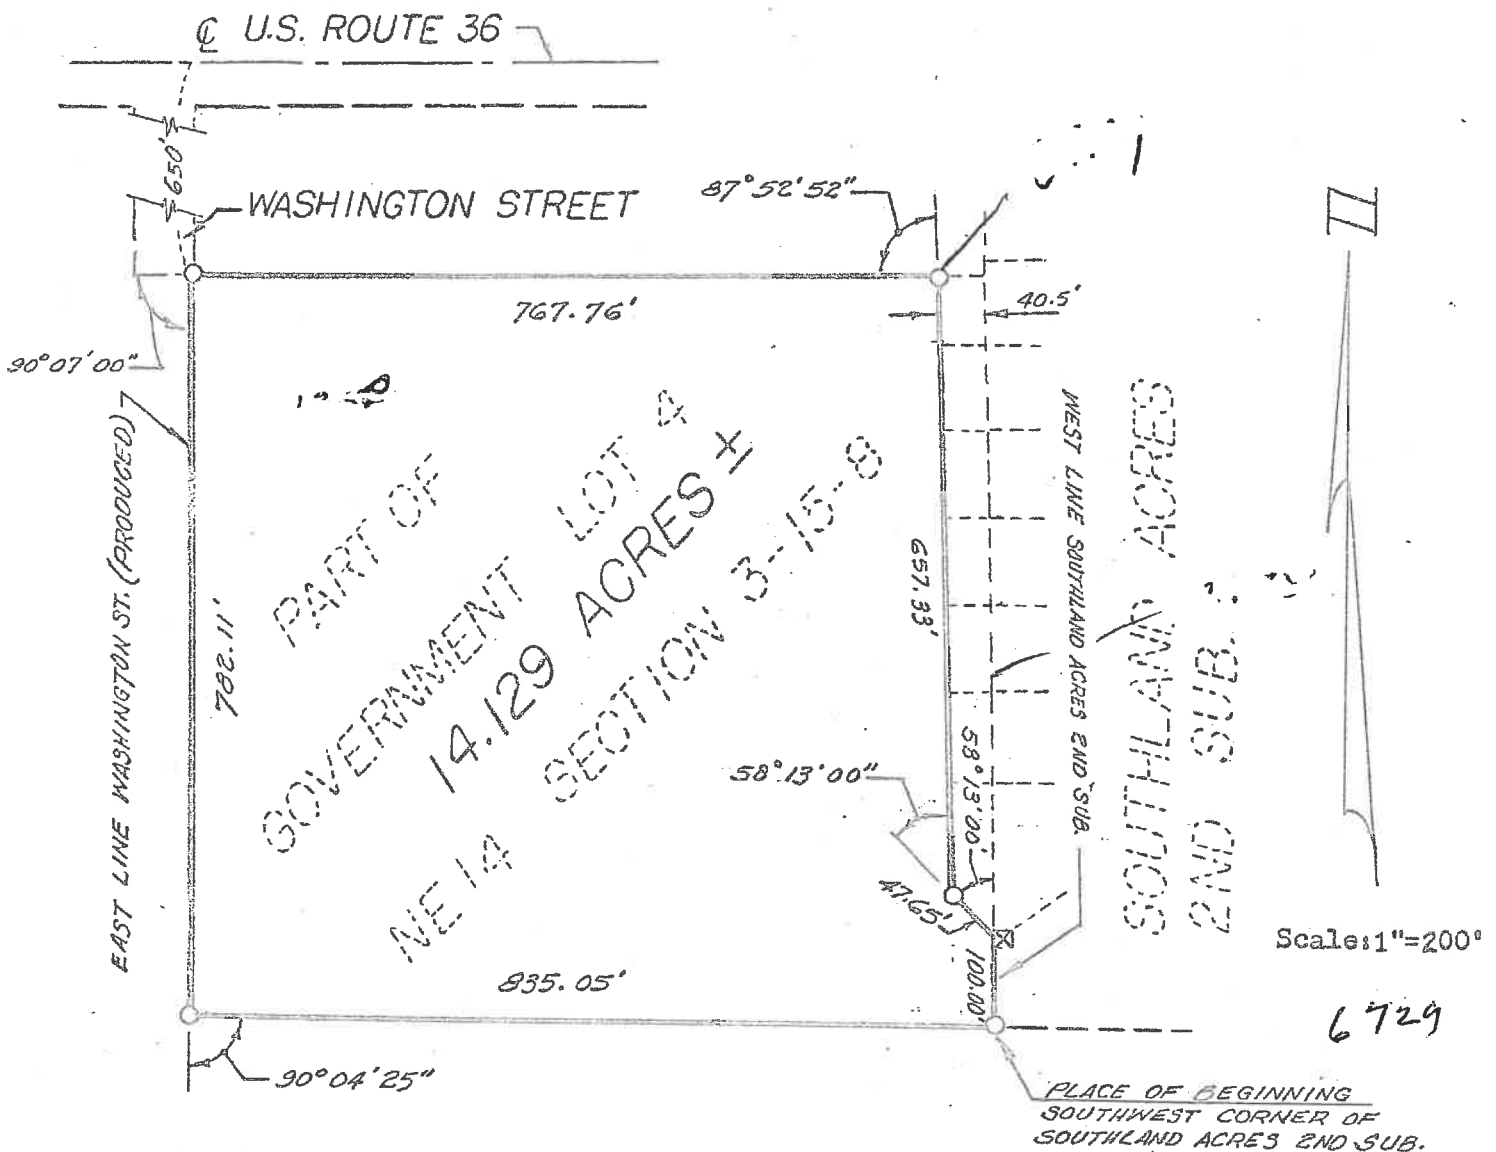 ℄ U.S. ROUTE 36
650'
WASHINGTON STREET
87°52'52"
767.76'
40.5'
90°07'00"
EAST LINE WASHINGTON ST. (PRODUCED)
782.11'
PART OF
GOVERNMENT LOT 4
14.129 ACRES ±
NE 1/4 SECTION 3-15-8
657.33'
WEST LINE SOUTHLAND ACRES 2ND SUB.
SOUTHLAND ACRES
2ND SUB.
58°13'00"
58°13'00"
47.65'
100.00'
835.05'
90°04'25"
Scale:1"=200'
6729
PLACE OF BEGINNING
SOUTHWEST CORNER OF
SOUTHLAND ACRES 2ND SUB.